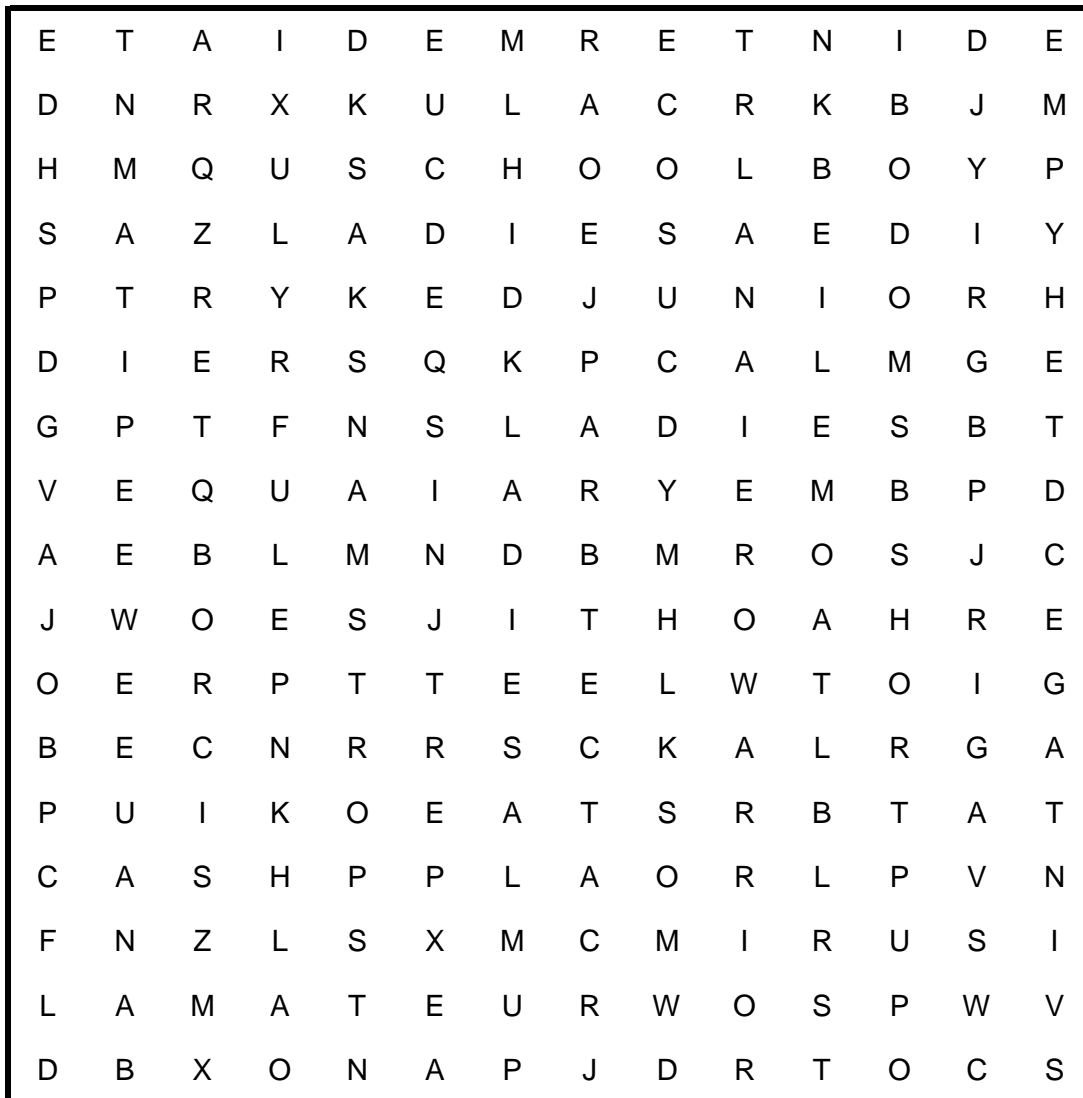 E T A I D E M R E T N I D E
D N R X K U L A C R K B J M
H M Q U S C H O O L B O Y P
S A Z L A D I E S A E D I Y
P T R Y K E D J U N I O R H
D I E R S Q K P C A L M G E
G P T F N S L A D I E S B T
V E Q U A I A R Y E M B P D
A E B L M N D B M R O S J C
J W O E S J I T H O A H R E
O E R P T T E E L W T O I G
B E C N R R S C K A L R G A
P U I K O E A T S R B T A T
C A S H P P L A O R L P V N
F N Z L S X M C M I R U S I
L A M A T E U R W O S P W V
D B X O N A P J D R T O C S